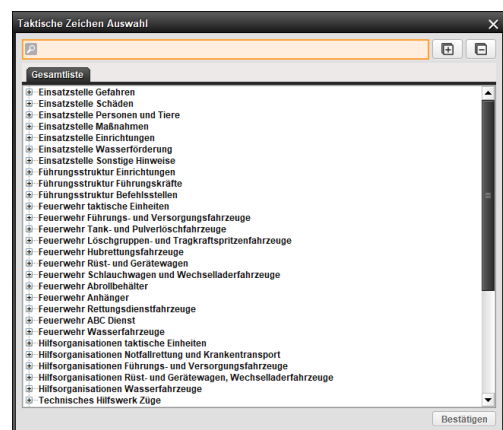 Taktische Zeichen Auswahl
Gesamtliste
Einsatzstelle Gefahren
Einsatzstelle Schäden
Einsatzstelle Personen und Tiere
Einsatzstelle Maßnahmen
Einsatzstelle Einrichtungen
Einsatzstelle Wasserförderung
Einsatzstelle Sonstige Hinweise
Führungsstruktur Einrichtungen
Führungsstruktur Führungskräfte
Führungsstruktur Befehlsstellen
Feuerwehr taktische Einheiten
Feuerwehr Führungs- und Versorgungsfahrzeuge
Feuerwehr Tank- und Pulverlöschfahrzeuge
Feuerwehr Löschgruppen- und Tragkraftspritzenfahrzeuge
Feuerwehr Hubrettungsfahrzeuge
Feuerwehr Rüst- und Gerätewagen
Feuerwehr Schlauchwagen und Wechselladerfahrzeuge
Feuerwehr Abrollbehälter
Feuerwehr Anhänger
Feuerwehr Rettungsdienstfahrzeuge
Feuerwehr ABC Dienst
Feuerwehr Wasserfahrzeuge
Hilfsorganisationen taktische Einheiten
Hilfsorganisationen Notfallrettung und Krankentransport
Hilfsorganisationen Führungs- und Versorgungsfahrzeuge
Hilfsorganisationen Rüst- und Gerätewagen, Wechselladerfahrzeuge
Hilfsorganisationen Wasserfahrzeuge
Technisches Hilfswerk Züge
Bestätigen